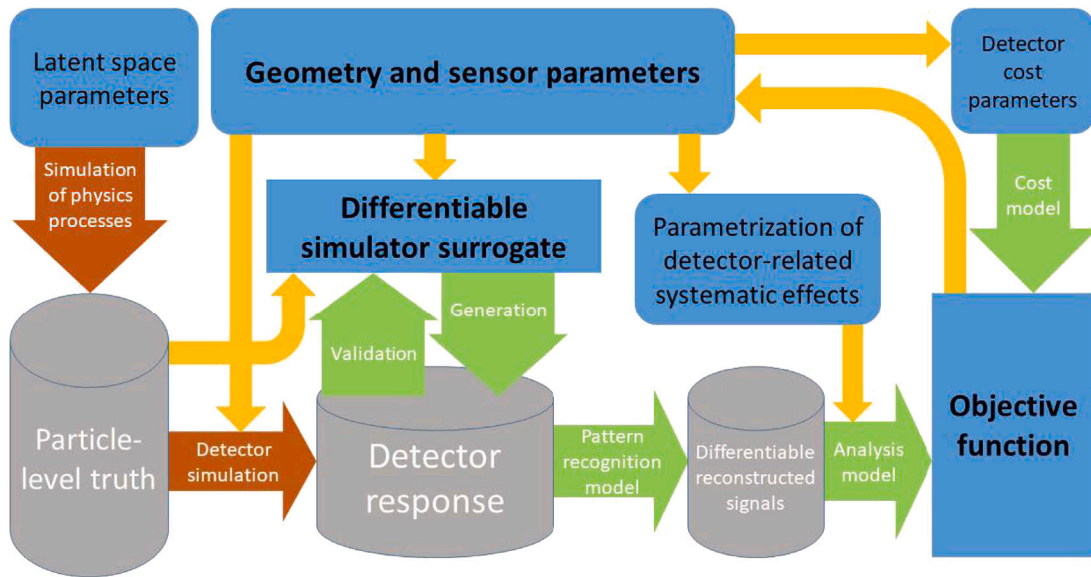 Latent space
parameters
Geometry and sensor parameters
Detector
cost
parameters
Simulation
of physics
processes
Differentiable
simulator surrogate
Parametrization of
detector-related
systematic effects
Cost
model
Generation
Validation
Particle-
level truth
Detector
simulation
Detector
response
Pattern
recognition
model
Differentiable
reconstructed
signals
Analysis
model
Objective
function